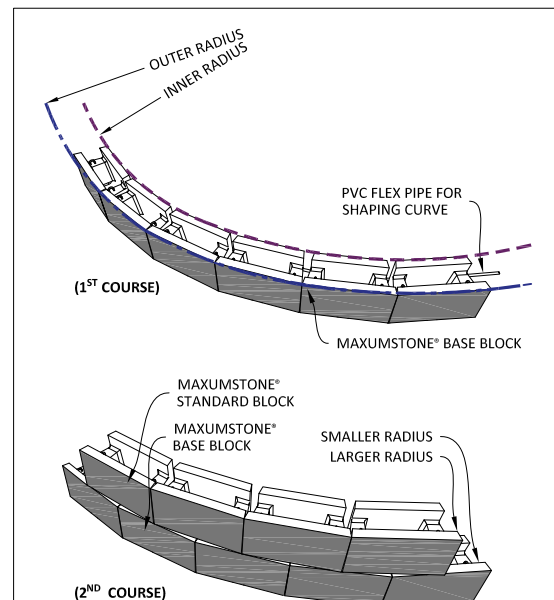 OUTER RADIUS
INNER RADIUS
PVC FLEX PIPE FOR
SHAPING CURVE
(1ST COURSE)
MAXUMSTONE® BASE BLOCK
MAXUMSTONE®
STANDARD BLOCK
MAXUMSTONE®
BASE BLOCK
SMALLER RADIUS
LARGER RADIUS
(2ND COURSE)